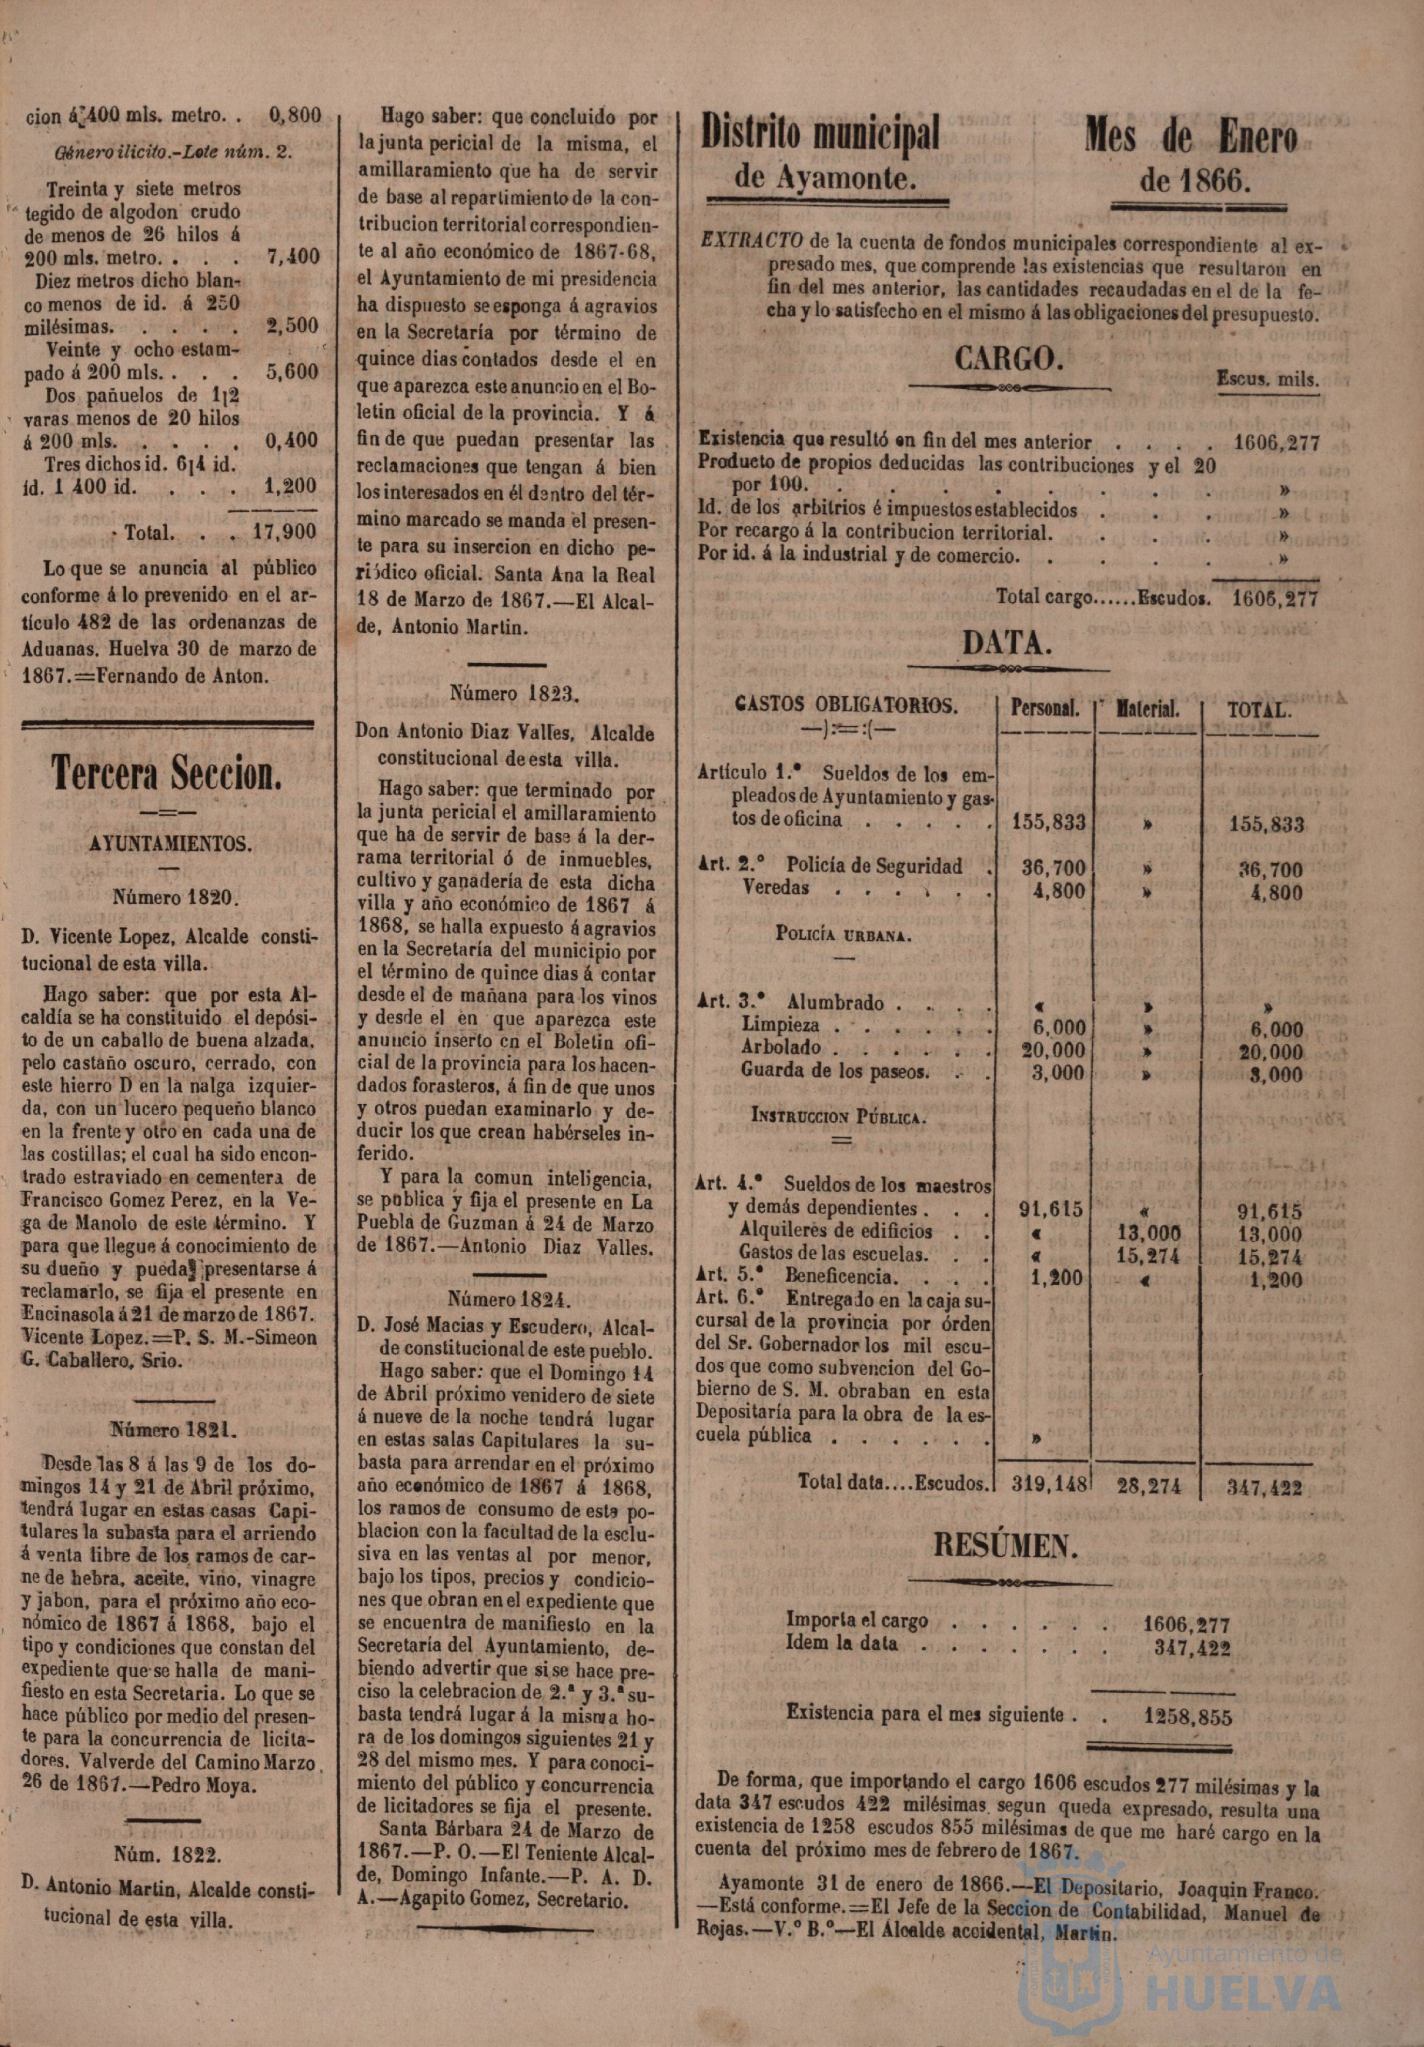 cion á 400 mls. metro. . 0,800
Género ilícito.-Lote núm. 2.
Treinta y siete metros
tegido de algodon crudo
de menos de 26 hilos á
200 mls. metro. . . . 7,400
Diez metros dicho blan-
co menos de id. á 250
milésimas. . . . . 2,500
Veinte y ocho estam-
pado á 200 mls. . . . 5,600
Dos pañuelos de 1¡2
varas menos de 20 hilos
á 200 mls. . . . . 0,400
Tres dichos id. 6¡4 id.
id. 1 400 id. . . . 1,200
Total. . . 17,900
Lo que se anuncia al público
conforme á lo prevenido en el ar-
tículo 482 de las ordenanzas de
Aduanas. Huelva 30 de marzo de
1867.=Fernando de Anton.
Tercera Seccion.
AYUNTAMIENTOS.
Número 1820.
D. Vicente Lopez, Alcalde consti-
tucional de esta villa.
Hago saber: que por esta Al-
caldía se ha constituido el depósi-
to de un caballo de buena alzada,
pelo castaño oscuro, cerrado, con
este hierro D en la nalga izquier-
da, con un lucero pequeño blanco
en la frente y otro en cada una de
las costillas; el cual ha sido encon-
trado estraviado en cementera de
Francisco Gomez Perez, en la Ve-
ga de Manolo de este término. Y
para que llegue á conocimiento de
su dueño y pueda presentarse á
reclamarlo, se fija el presente en
Encinasola á 21 de marzo de 1867.
Vicente Lopez.=P. S. M.-Simeon
G. Caballero, Srio.
Número 1821.
Desde las 8 á las 9 de los do-
mingos 14 y 21 de Abril próximo,
tendrá lugar en estas casas Capi-
tulares la subasta para el arriendo
á venta libre de los ramos de car-
ne de hebra, aceite, vino, vinagre
y jabon, para el próximo año eco-
nómico de 1867 á 1868, bajo el
tipo y condiciones que constan del
expediente que se halla de mani-
fiesto en esta Secretaria. Lo que se
hace público por medio del presen-
te para la concurrencia de licita-
dores. Valverde del Camino Marzo
26 de 1867.—Pedro Moya.
Núm. 1822.
D. Antonio Martin, Alcalde consti-
tucional de esta villa.
Hago saber: que concluido por
la junta pericial de la misma, el
amillaramiento que ha de servir
de base al repartimiento de la con-
tribucion territorial correspondien-
te al año económico de 1867-68,
el Ayuntamiento de mi presidencia
ha dispuesto se esponga á agravios
en la Secretaría por término de
quince dias contados desde el en
que aparezca este anuncio en el Bo-
letin oficial de la provincia. Y á
fin de que puedan presentar las
reclamaciones que tengan á bien
los interesados en él dentro del tér-
mino marcado se manda el presen-
te para su insercion en dicho pe-
riódico oficial. Santa Ana la Real
18 de Marzo de 1867.—El Alcal-
de, Antonio Martin.
Número 1823.
Don Antonio Diaz Valles, Alcalde
constitucional de esta villa.
Hago saber: que terminado por
la junta pericial el amillaramiento
que ha de servir de base á la der-
rama territorial ó de inmuebles,
cultivo y ganadería de esta dicha
villa y año económico de 1867 á
1868, se halla expuesto á agravios
en la Secretaría del municipio por
el término de quince dias á contar
desde el de mañana para los vinos
y desde el en que aparezca este
anuncio inserto en el Boletin ofi-
cial de la provincia para los hacen-
dados forasteros, á fin de que unos
y otros puedan examinarlo y de-
ducir los que crean habérseles in-
ferido.
Y para la comun inteligencia,
se publica y fija el presente en La
Puebla de Guzman á 24 de Marzo
de 1867.—Antonio Diaz Valles.
Número 1824.
D. José Macias y Escudero, Alcal-
de constitucional de este pueblo.
Hago saber: que el Domingo 14
de Abril próximo venidero de siete
á nueve de la noche tendrá lugar
en estas salas Capitulares la su-
basta para arrendar en el próximo
año económico de 1867 á 1868,
los ramos de consumo de esta po-
blacion con la facultad de la esclu-
siva en las ventas al por menor,
bajo los tipos, precios y condicio-
nes que obran en el expediente que
se encuentra de manifiesto en la
Secretaría del Ayuntamiento, de-
biendo advertir que si se hace pre-
ciso la celebracion de 2.ª y 3.ª su-
basta tendrá lugar á la misma ho-
ra de los domingos siguientes 21 y
28 del mismo mes. Y para conoci-
miento del público y concurrencia
de licitadores se fija el presente.
Santa Bárbara 24 de Marzo de
1867.—P. O.—El Teniente Alcal-
de, Domingo Infante.—P. A. D.
A.—Agapito Gomez, Secretario.
Distrito municipal
de Ayamonte.
Mes de Enero
de 1866.
EXTRACTO de la cuenta de fondos municipales correspondiente al ex-
presado mes, que comprende las existencias que resultaron en
fin del mes anterior, las cantidades recaudadas en el de la fe-
cha y lo satisfecho en el mismo á las obligaciones del presupuesto.
CARGO.
Escus. mils.
Existencia que resultó en fin del mes anterior . . . . 1606,277
Producto de propios deducidas las contribuciones y el 20
por 100. . . . . . . . »
Id. de los arbitrios é impuestos establecidos . . . »
Por recargo á la contribucion territorial. . . . »
Por id. á la industrial y de comercio. . . . . »
Total cargo......Escudos. 1606,277
DATA.
GASTOS OBLIGATORIOS. Personal. Material. TOTAL.
Artículo 1.º Sueldos de los em-
pleados de Ayuntamiento y gas-
tos de oficina . . . . . 155,833 » 155,833
Art. 2.º Policía de Seguridad . 36,700 » 36,700
Veredas . . . . . . 4,800 » 4,800
POLICÍA URBANA.
Art. 3.º Alumbrado . . . . « » »
Limpieza . . . . . . 6,000 » 6,000
Arbolado . . . . . . 20,000 » 20,000
Guarda de los paseos. . . 3,000 » 3,000
INSTRUCCION PÚBLICA.
Art. 4.º Sueldos de los maestros
y demás dependientes . . . 91,615 « 91,615
Alquileres de edificios . . « 13,000 13,000
Gastos de las escuelas. . . « 15,274 15,274
Art. 5.º Beneficencia. . . . 1,200 « 1,200
Art. 6.º Entregado en la caja su-
cursal de la provincia por órden
del Sr. Gobernador los mil escu-
dos que como subvencion del Go-
bierno de S. M. obraban en esta
Depositaría para la obra de la es-
cuela pública . . . . . . »
Total data....Escudos. 319,148 28,274 347,422
RESÚMEN.
Importa el cargo . . . . . . 1606,277
Idem la data . . . . . . 347,422
Existencia para el mes siguiente . . 1258,855
De forma, que importando el cargo 1606 escudos 277 milésimas y la
data 347 escudos 422 milésimas segun queda expresado, resulta una
existencia de 1258 escudos 855 milésimas de que me haré cargo en la
cuenta del próximo mes de febrero de 1867.
Ayamonte 31 de enero de 1866.—El Depositario, Joaquin Franco.
—Está conforme.=El Jefe de la Seccion de Contabilidad, Manuel de
Rojas.—V.º B.º—El Alcalde accidental, Martin.
Ayuntamiento de
HUELVA